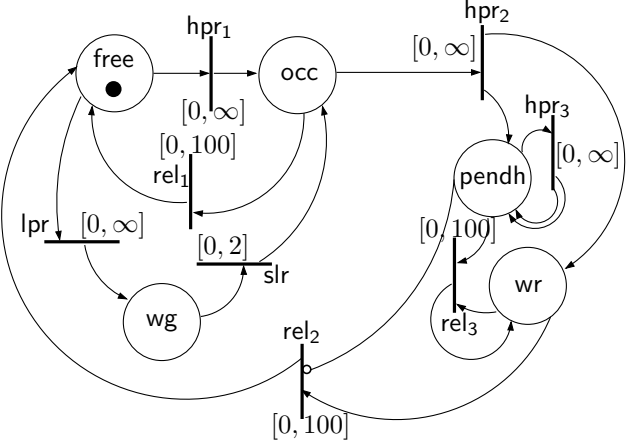 hpr₁
hpr₂
free
[0, ∞]
occ
[0, ∞]
hpr₃
[0, ∞]
[0, 100]
rel₁
pendh
lpr
[0, ∞]
[0, 100]
[0, 2]
slr
wg
wr
rel₃
rel₂
[0, 100]